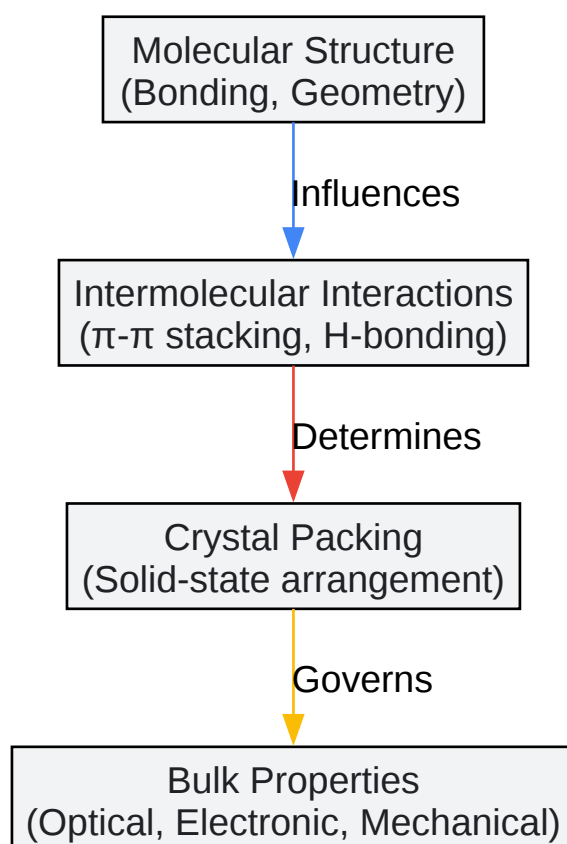 Molecular Structure
(Bonding, Geometry)
Influences
Intermolecular Interactions
(π-π stacking, H-bonding)
Determines
Crystal Packing
(Solid-state arrangement)
Governs
Bulk Properties
(Optical, Electronic, Mechanical)